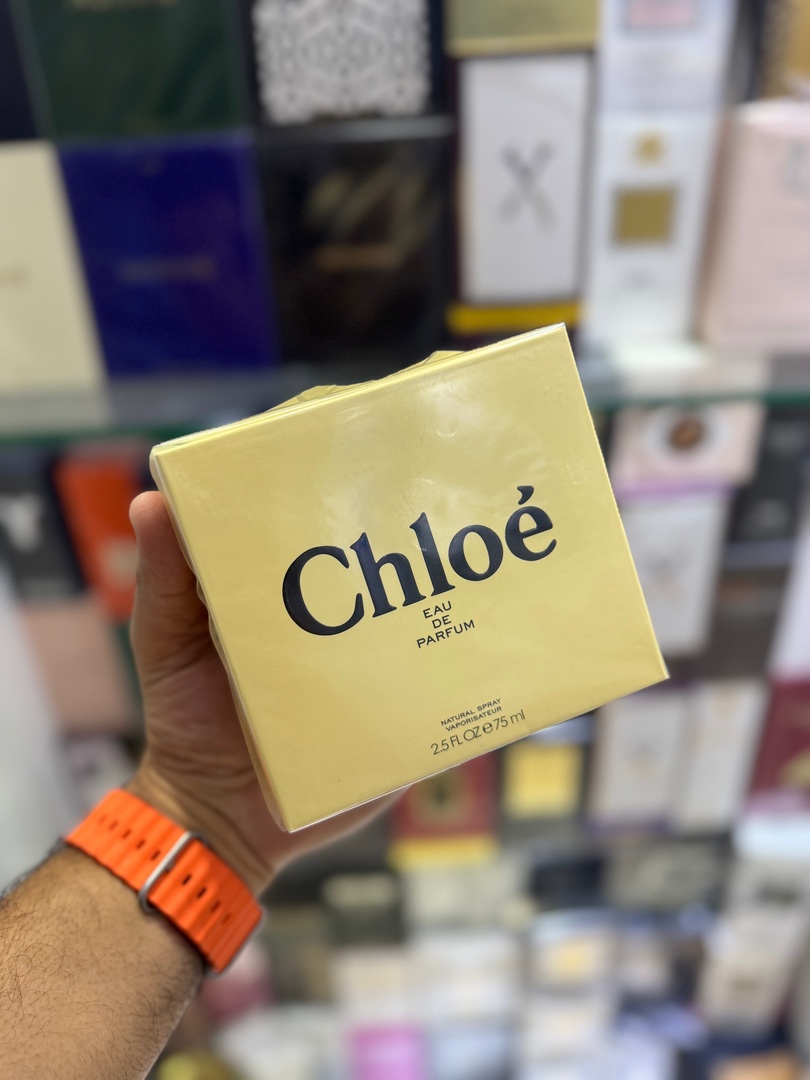 Chloé
EAU
DE
PARFUM
NATURAL SPRAY
VAPORISATEUR
2.5 FL OZ ℮ 75 ml